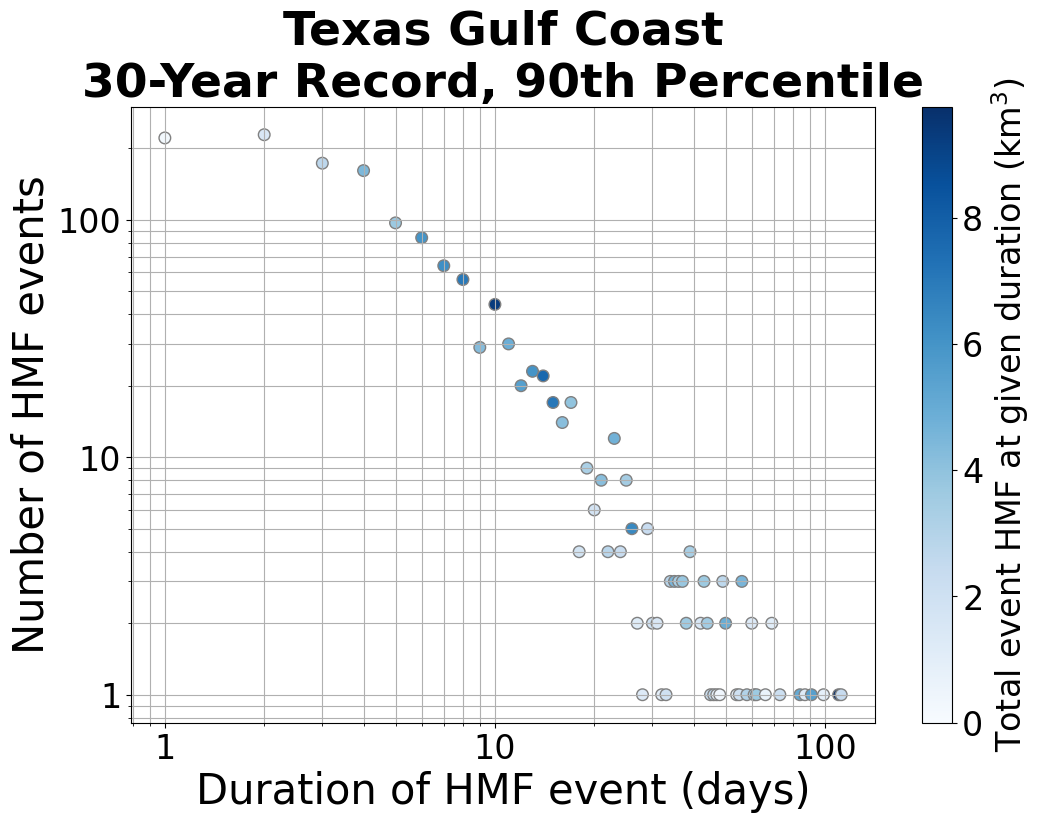 Texas Gulf Coast
30-Year Record, 90th Percentile
Number of HMF events
100
10
1
1
10
100
Duration of HMF event (days)
8
6
4
2
0
Total event HMF at given duration (km³)